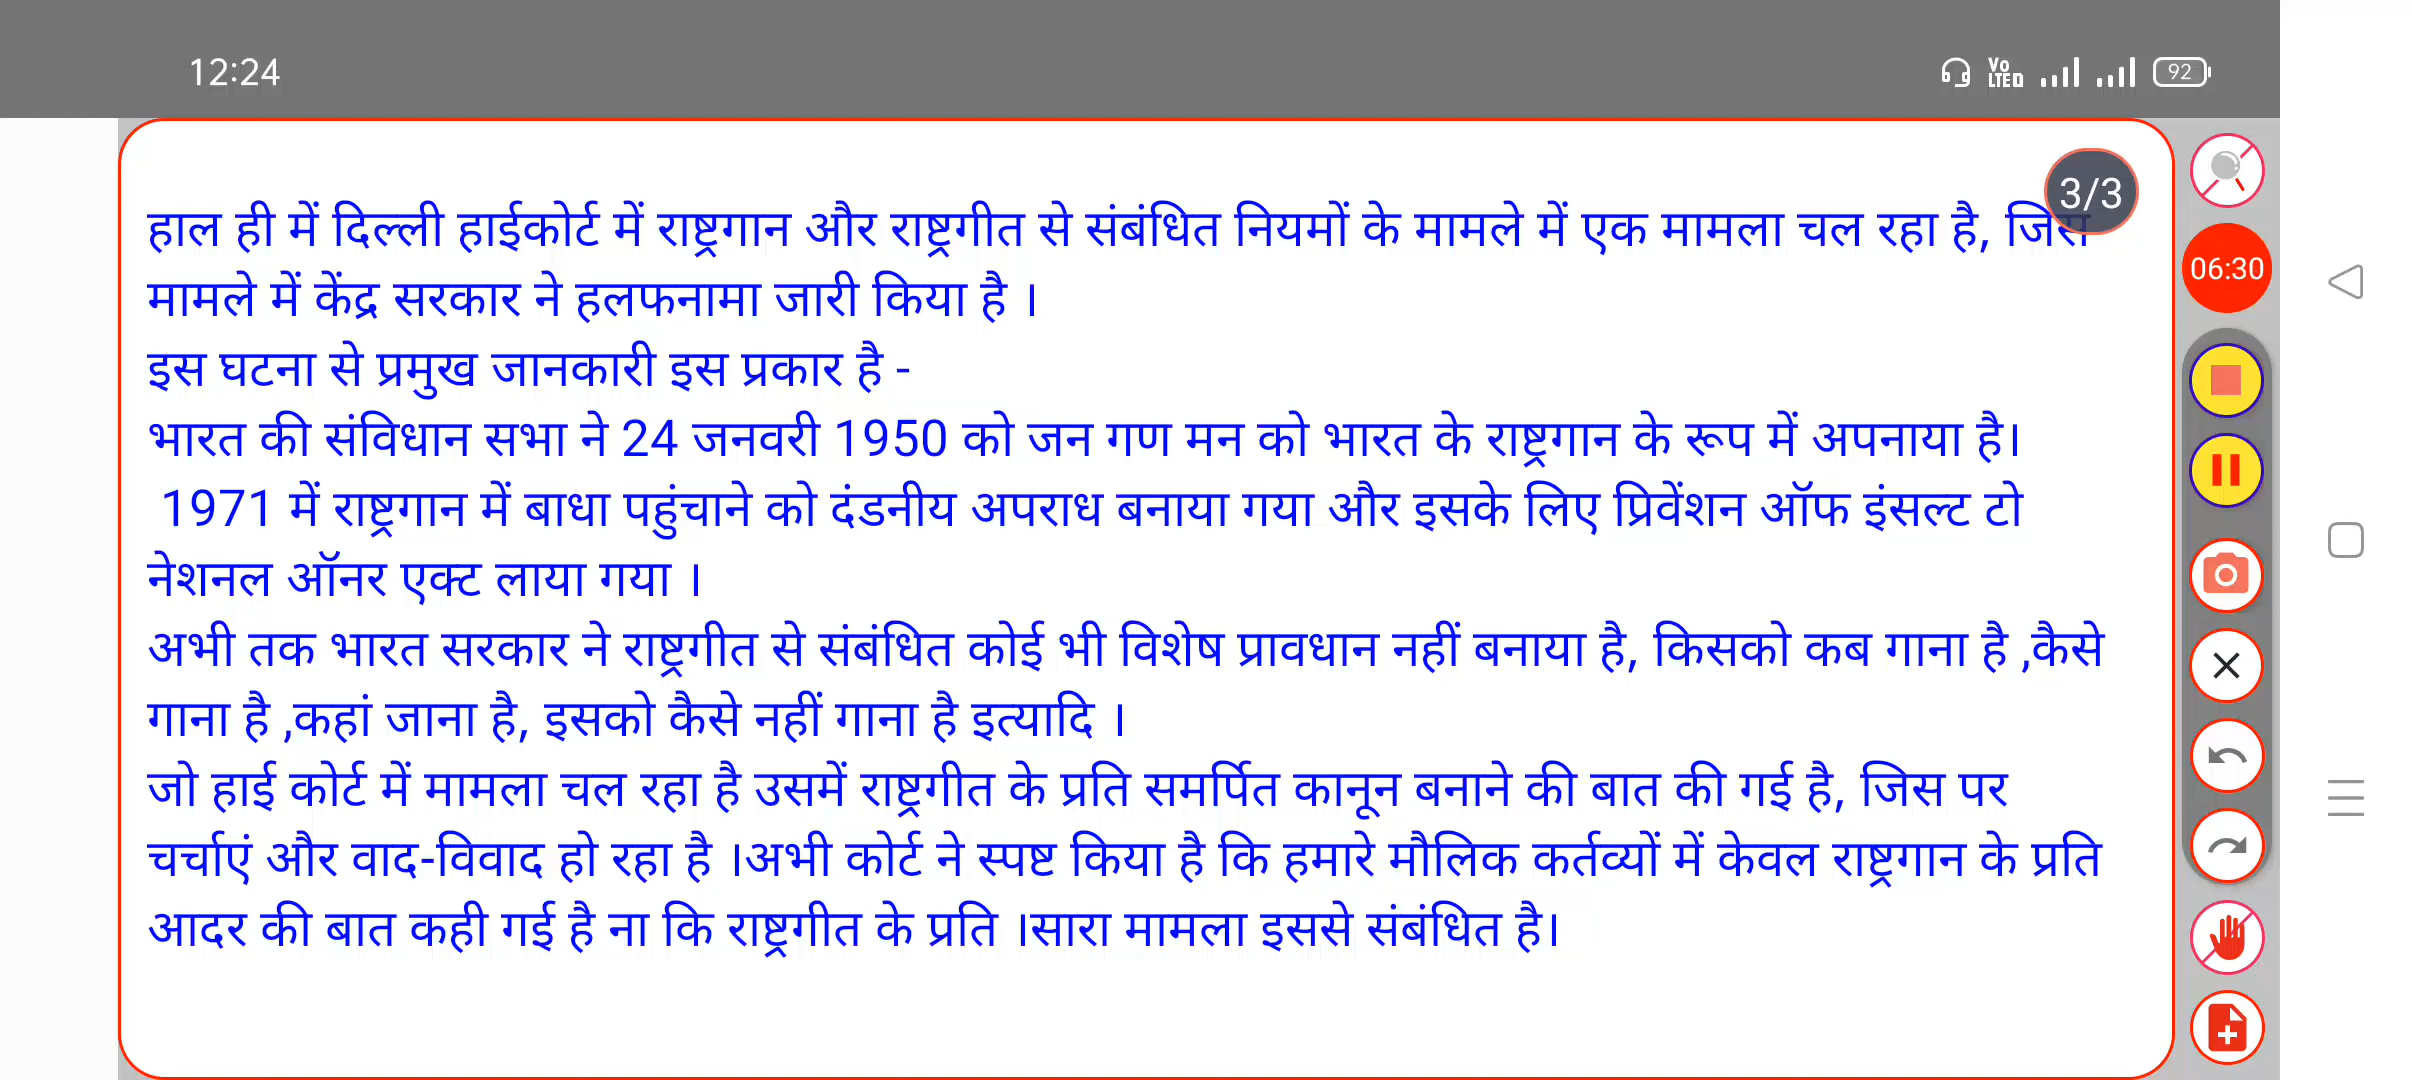 12:24
Vo LTED
92
3/3
हाल ही में दिल्ली हाईकोर्ट में राष्ट्रगान और राष्ट्रगीत से संबंधित नियमों के मामले में एक मामला चल रहा है, जिस
मामले में केंद्र सरकार ने हलफनामा जारी किया है ।
06:30
इस घटना से प्रमुख जानकारी इस प्रकार है -
भारत की संविधान सभा ने 24 जनवरी 1950 को जन गण मन को भारत के राष्ट्रगान के रूप में अपनाया है।
1971 में राष्ट्रगान में बाधा पहुंचाने को दंडनीय अपराध बनाया गया और इसके लिए प्रिवेंशन ऑफ इंसल्ट टो
नेशनल ऑनर एक्ट लाया गया ।
अभी तक भारत सरकार ने राष्ट्रगीत से संबंधित कोई भी विशेष प्रावधान नहीं बनाया है, किसको कब गाना है ,कैसे
गाना है ,कहां जाना है, इसको कैसे नहीं गाना है इत्यादि ।
जो हाई कोर्ट में मामला चल रहा है उसमें राष्ट्रगीत के प्रति समर्पित कानून बनाने की बात की गई है, जिस पर
चर्चाएं और वाद-विवाद हो रहा है ।अभी कोर्ट ने स्पष्ट किया है कि हमारे मौलिक कर्तव्यों में केवल राष्ट्रगान के प्रति
आदर की बात कही गई है ना कि राष्ट्रगीत के प्रति ।सारा मामला इससे संबंधित है।